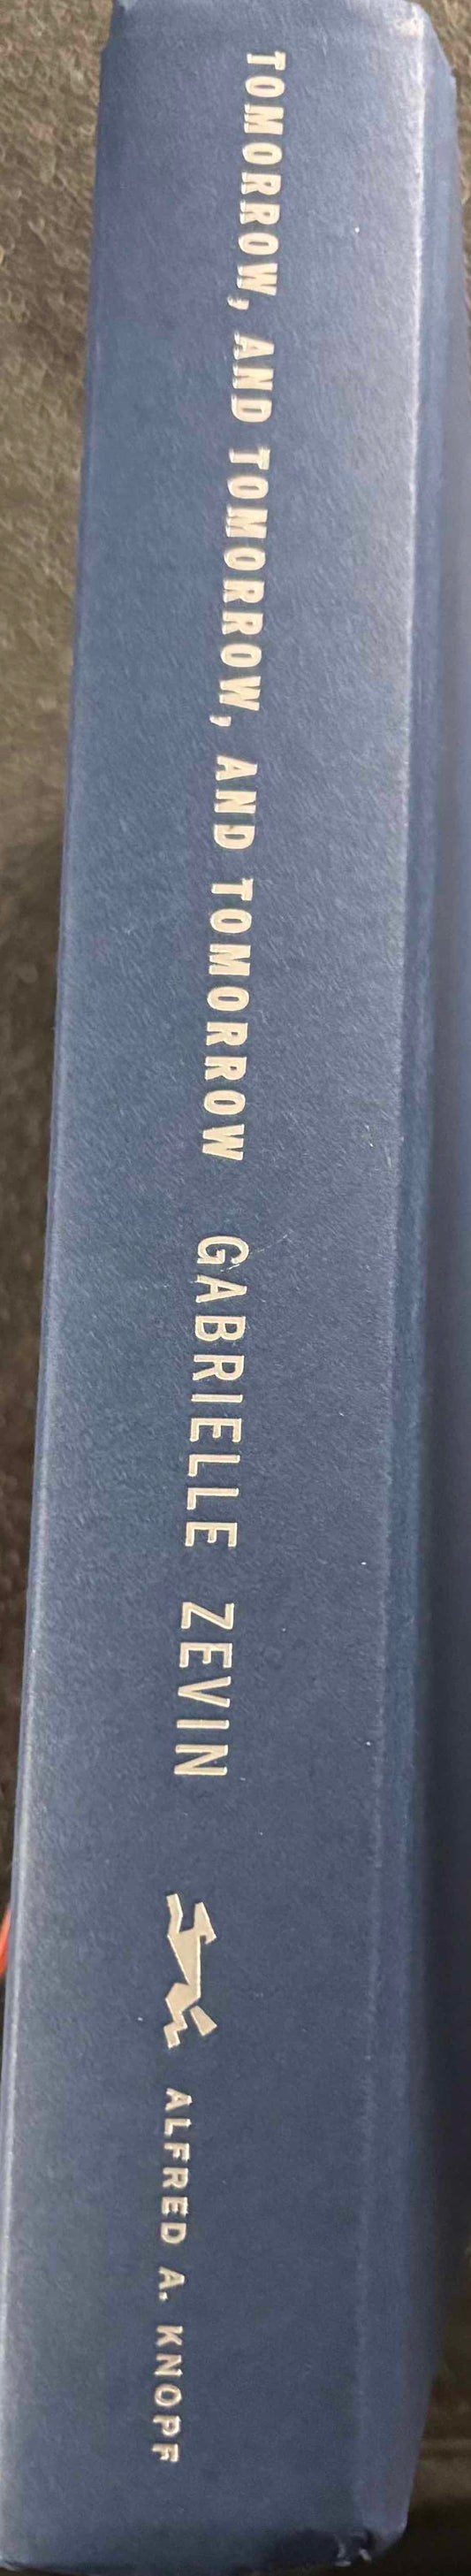 TOMORROW, AND TOMORROW, AND TOMORROW GABRIELLE ZEVIN ALFRED A. KNOPF